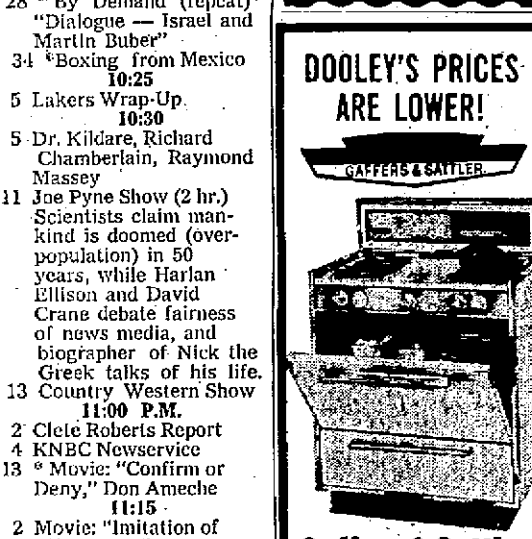 28 * By Demand (repeat)
"Dialogue — Israel and
Martin Buber"
34 *Boxing from Mexico
10:25
5 Lakers Wrap-Up
10:30
5 Dr. Kildare, Richard
Chamberlain, Raymond
Massey
11 Joe Pyne Show (2 hr.)
Scientists claim man-
kind is doomed (over-
population) in 50
years, while Harlan
Ellison and David
Crane debate fairness
of news media, and
biographer of Nick the
Greek talks of his life.
13 Country Western Show
11:00 P.M.
2 Clete Roberts Report
4 KNBC Newservice
13 * Movie: "Confirm or
Deny," Don Ameche
11:15
2 Movie: "Imitation of
DOOLEY'S PRICES
ARE LOWER!
GAFFERS & SATTLER